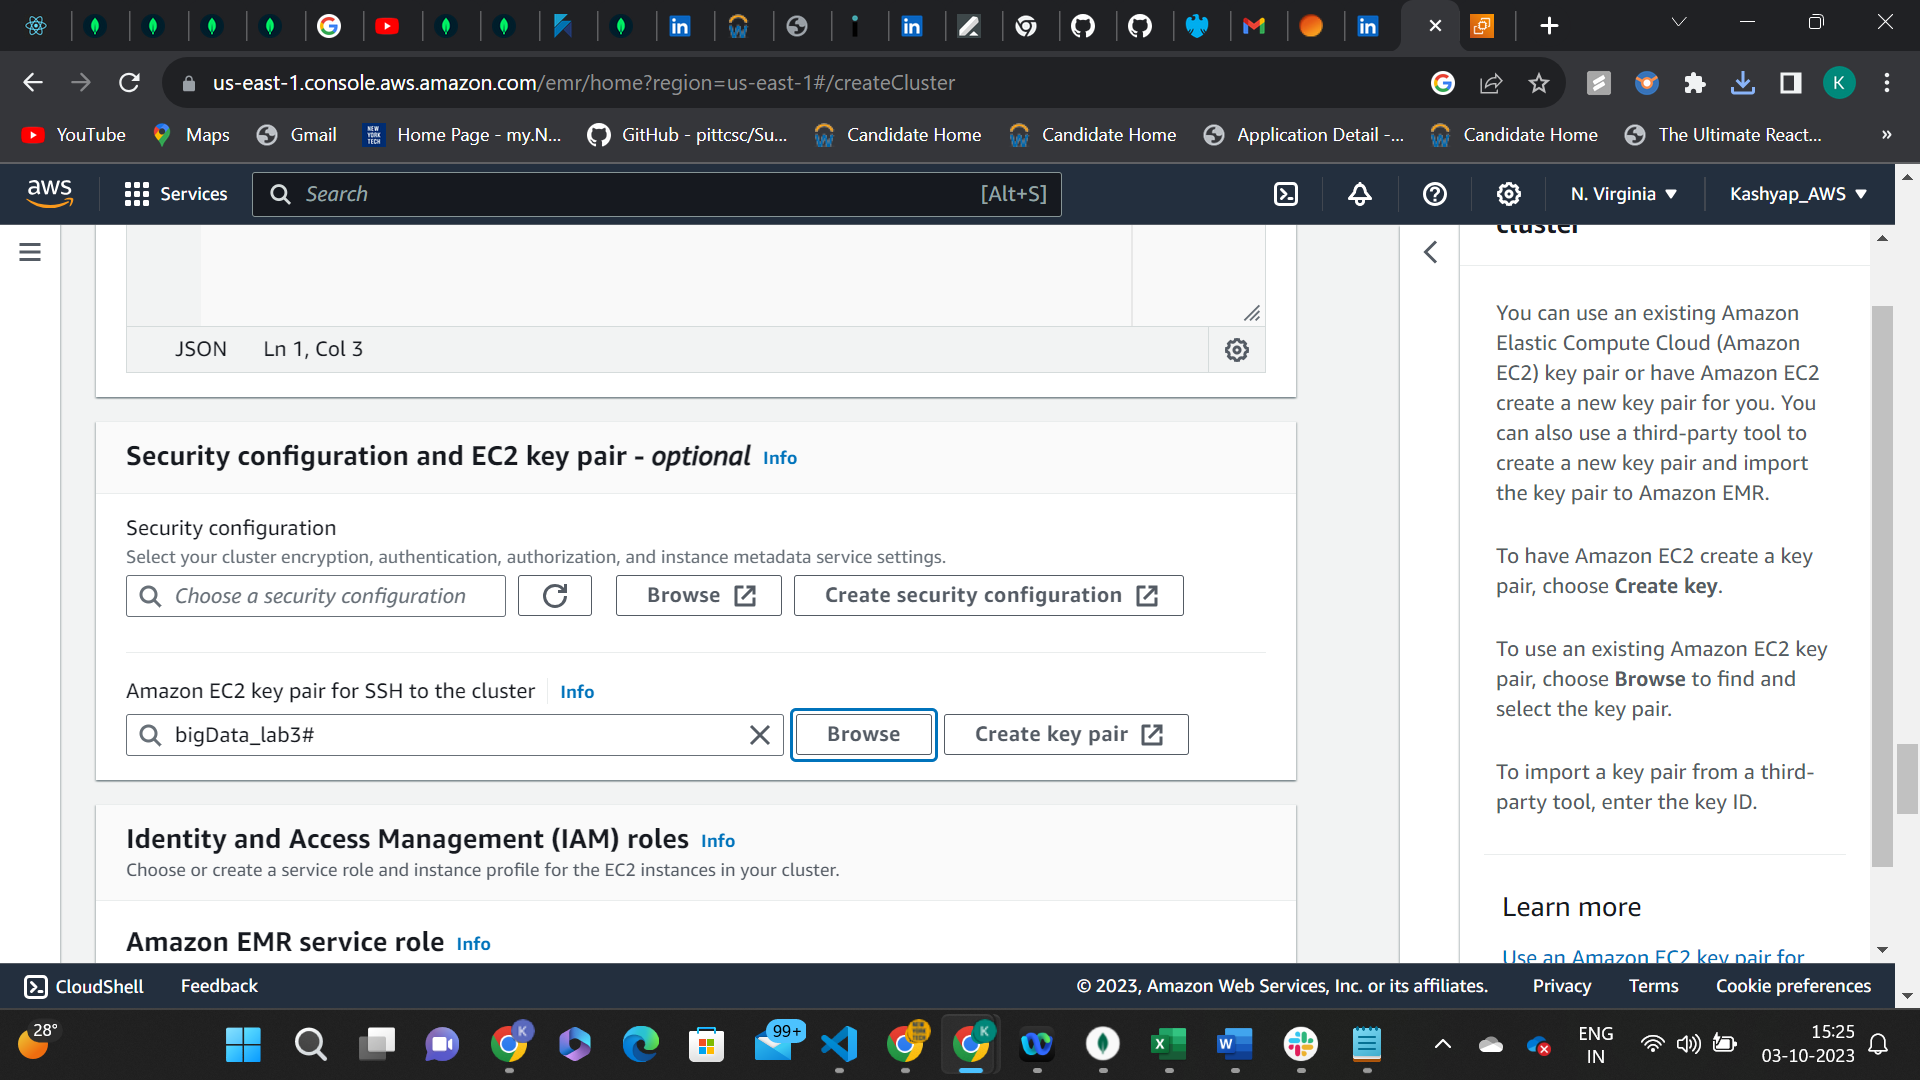 us-east-1.console.aws.amazon.com/emr/home?region=us-east-1#/createCluster
K
YouTube
Maps
Gmail
NEW YORK TECH
Home Page - my.N...
GitHub - pittcsc/Su...
Candidate Home
Candidate Home
Application Detail -...
Candidate Home
The Ultimate React...
»
aws
Services
Search
[Alt+S]
N. Virginia
Kashyap_AWS
cluster
JSON
Ln 1, Col 3
Security configuration and EC2 key pair - optional Info
Security configuration
Select your cluster encryption, authentication, authorization, and instance metadata service settings.
Choose a security configuration
Browse
Create security configuration
Amazon EC2 key pair for SSH to the cluster
Info
bigData_lab3#
Browse
Create key pair
Identity and Access Management (IAM) roles Info
Choose or create a service role and instance profile for the EC2 instances in your cluster.
Amazon EMR service role Info
You can use an existing Amazon
Elastic Compute Cloud (Amazon
EC2) key pair or have Amazon EC2
create a new key pair for you. You
can also use a third-party tool to
create a new key pair and import
the key pair to Amazon EMR.
To have Amazon EC2 create a key
pair, choose Create key.
To use an existing Amazon EC2 key
pair, choose Browse to find and
select the key pair.
To import a key pair from a third-
party tool, enter the key ID.
Learn more
Use an Amazon EC2 key pair for
CloudShell
Feedback
© 2023, Amazon Web Services, Inc. or its affiliates.
Privacy
Terms
Cookie preferences
28°
K
99+
K
ENG
IN
15:25
03-10-2023